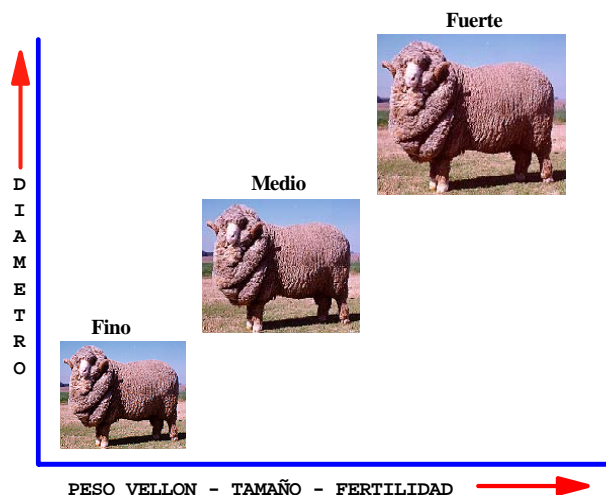 Fuerte
Medio
Fino
DIAMETRO
PESO VELLON - TAMAÑO - FERTILIDAD